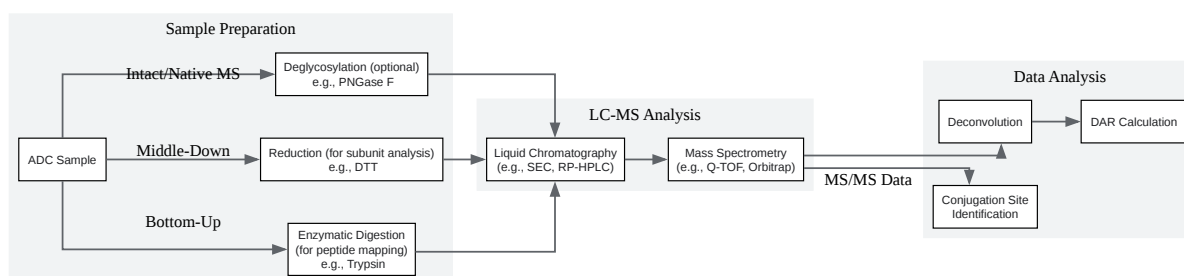 Sample Preparation
Intact/Native MS
Deglycosylation (optional)
e.g., PNGase F
ADC Sample
Middle-Down
Reduction (for subunit analysis)
e.g., DTT
Bottom-Up
Enzymatic Digestion
(for peptide mapping)
e.g., Trypsin
LC-MS Analysis
Liquid Chromatography
(e.g., SEC, RP-HPLC)
Mass Spectrometry
(e.g., Q-TOF, Orbitrap)
MS/MS Data
Data Analysis
Deconvolution
DAR Calculation
Conjugation Site
Identification